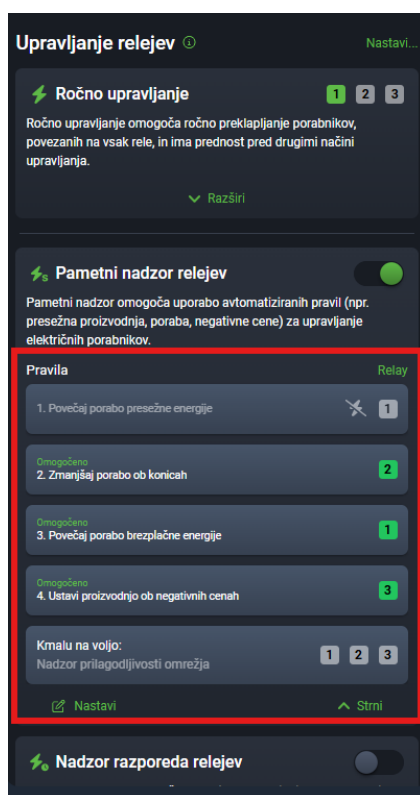 Upravljanje relejev
Nastavi...
Ročno upravljanje
1 2 3
Ročno upravljanje omogoča ročno preklapljanje porabnikov,
povezanih na vsak rele, in ima prednost pred drugimi načini
upravljanja.
Razširi
s Pametni nadzor relejev
Pametni nadzor omogoča uporabo avtomatiziranih pravil (npr.
presežna proizvodnja, poraba, negativne cene) za upravljanje
električnih porabnikov.
Pravila
Relay
1. Povečaj porabo presežne energije
1
Omogočeno
2. Zmanjšaj porabo ob konicah
2
Omogočeno
3. Povečaj porabo brezplačne energije
1
Omogočeno
4. Ustavi proizvodnjo ob negativnih cenah
3
Kmalu na voljo:
Nadzor prilagodljivosti omrežja
1 2 3
Nastavi
Strni
Nadzor razporeda relejev